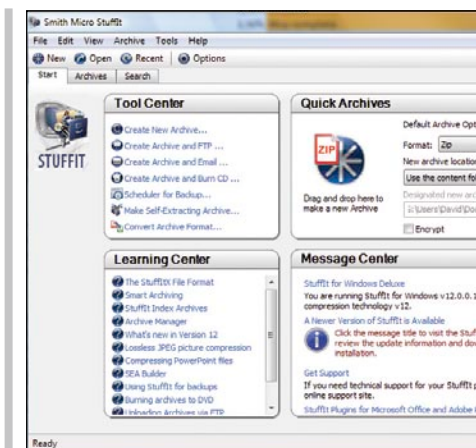 Smith Micro StuffIt
File Edit View Archive Tools Help
New Open Recent Options
Start Archives Search
STUFFIT
Tool Center
Create New Archive...
Create Archive and FTP ...
Create Archive and Email ...
Create Archive and Burn CD ...
Scheduler for Backup...
Make Self-Extracting Archive...
Convert Archive Format...
Quick Archives
ZIP
Drag and drop here to
make a new Archive
Default Archive Opt
Format: Zip
New archive location
Use the content fol
Designated new arc
Encrypt
Learning Center
The StuffItX File Format
Smart Archiving
StuffIt Index Archives
Archive Manager
What's new in Version 12
Lossless JPEG picture compression
Compressing PowerPoint files
SEA Builder
Using StuffIt for backups
Burning archives to DVD
Uploading Archives via FTP
Message Center
StuffIt for Windows Deluxe
You are running StuffIt for Windows v12.0.0.1
compression technology v12.
A Newer Version of StuffIt is Available
Click the message title to visit the Stuf
review the update information and dov
installation.
Get Support
If you need technical support for your StuffIt p
online support site.
StuffIt Plugins for Microsoft Office and Adobe
Ready